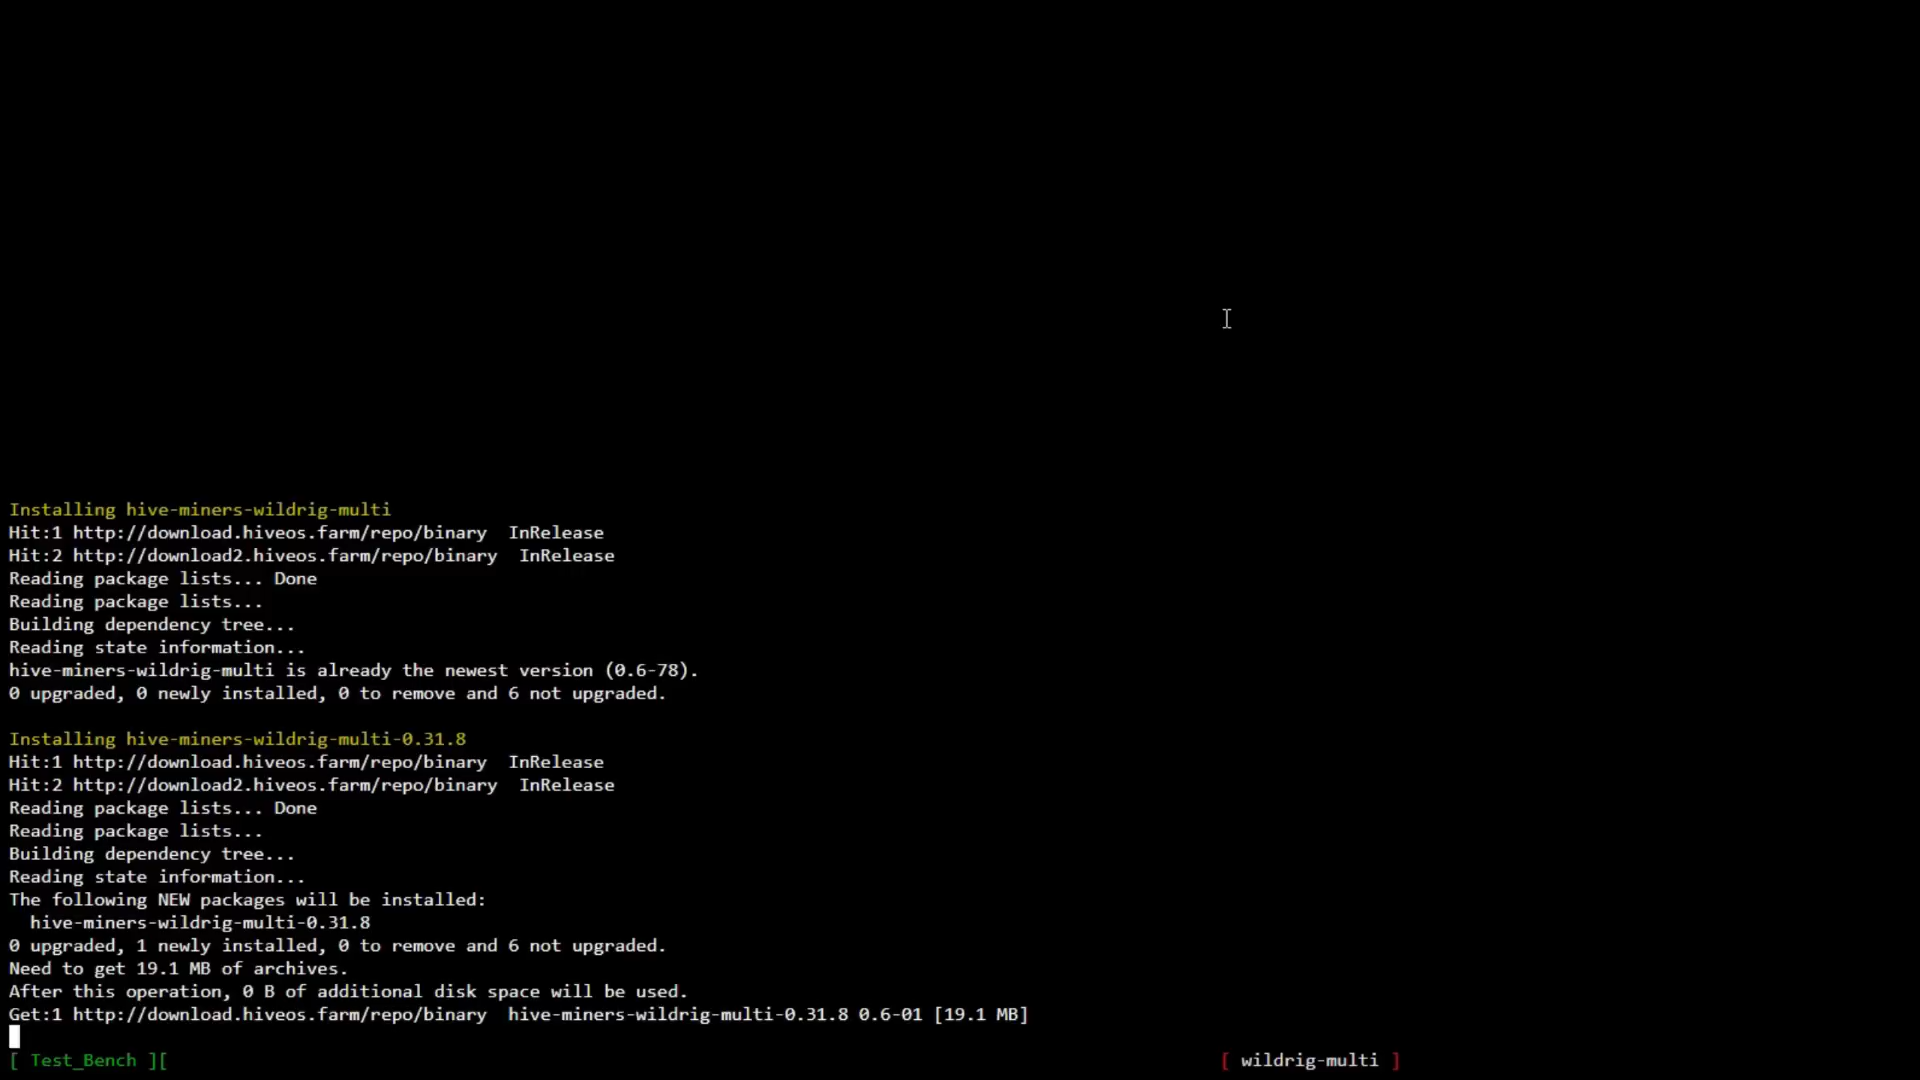 Installing hive-miners-wildrig-multi
Hit:1 http://download.hiveos.farm/repo/binary  InRelease
Hit:2 http://download2.hiveos.farm/repo/binary  InRelease
Reading package lists... Done
Reading package lists...
Building dependency tree...
Reading state information...
hive-miners-wildrig-multi is already the newest version (0.6-78).
0 upgraded, 0 newly installed, 0 to remove and 6 not upgraded.
Installing hive-miners-wildrig-multi-0.31.8
Hit:1 http://download.hiveos.farm/repo/binary  InRelease
Hit:2 http://download2.hiveos.farm/repo/binary  InRelease
Reading package lists... Done
Reading package lists...
Building dependency tree...
Reading state information...
The following NEW packages will be installed:
  hive-miners-wildrig-multi-0.31.8
0 upgraded, 1 newly installed, 0 to remove and 6 not upgraded.
Need to get 19.1 MB of archives.
After this operation, 0 B of additional disk space will be used.
Get:1 http://download.hiveos.farm/repo/binary  hive-miners-wildrig-multi-0.31.8 0.6-01 [19.1 MB]
[ Test_Bench ][ [ wildrig-multi ]